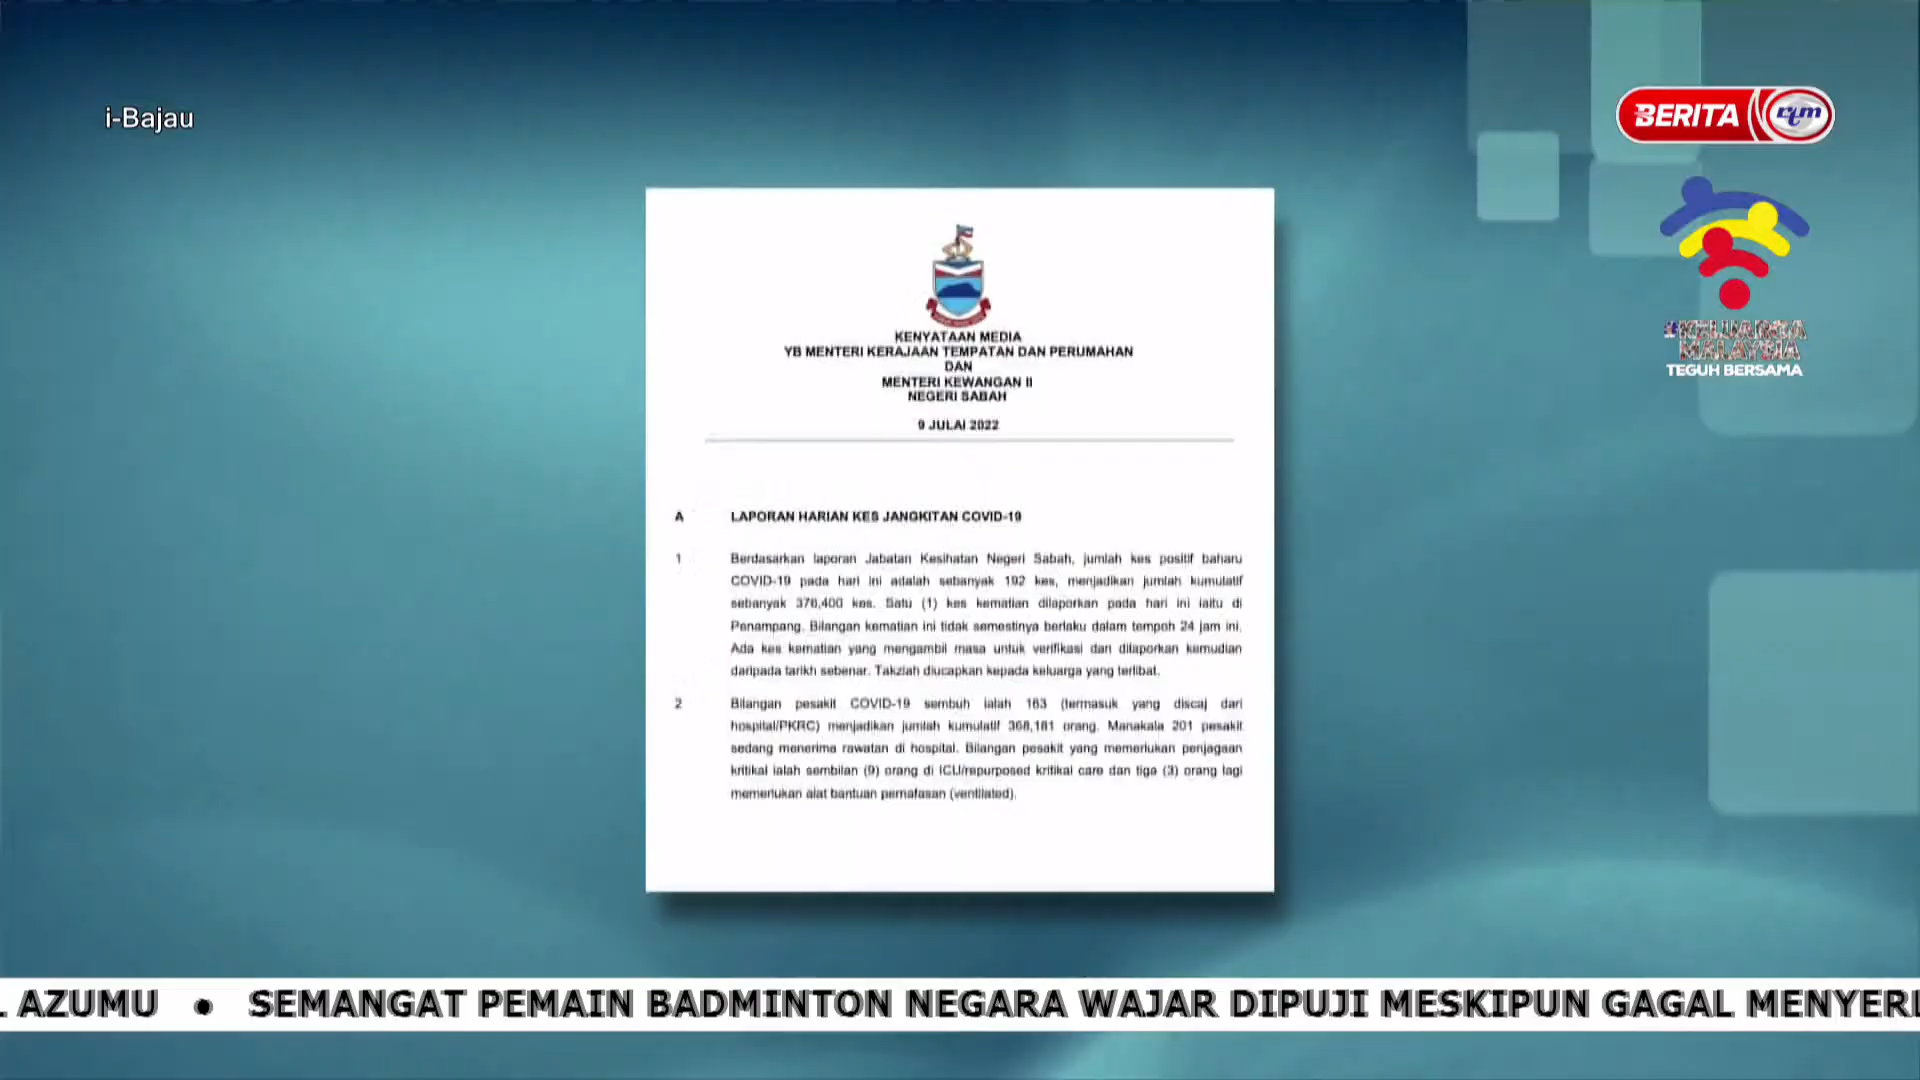 i-Bajau
BERITA rtm
#KELUARGA
MALAYSIA
TEGUH BERSAMA
KENYATAAN MEDIA
YB MENTERI KERAJAAN TEMPATAN DAN PERUMAHAN
DAN
MENTERI KEWANGAN II
NEGERI SABAH
9 JULAI 2022
A LAPORAN HARIAN KES JANGKITAN COVID-19
1 Berdasarkan laporan Jabatan Kesihatan Negeri Sabah, jumlah kes positif baharu
COVID-19 pada hari ini adalah sebanyak 192 kes, menjadikan jumlah kumulatif
sebanyak 376,400 kes. Satu (1) kes kematian dilaporkan pada hari ini iaitu di
Penampang. Bilangan kematian ini tidak semestinya berlaku dalam tempoh 24 jam ini.
Ada kes kematian yang mengambil masa untuk verifikasi dan dilaporkan kemudian
daripada tarikh sebenar. Takziah diucapkan kepada keluarga yang terlibat.
2 Bilangan pesakit COVID-19 sembuh ialah 163 (termasuk yang discaj dari
hospital/PKRC) menjadikan jumlah kumulatif 368,181 orang. Manakala 201 pesakit
sedang menerima rawatan di hospital. Bilangan pesakit yang memerlukan penjagaan
kritikal ialah sembilan (9) orang di ICU/repurposed kritikal care dan tiga (3) orang lagi
memerlukan alat bantuan pernafasan (ventilated).
AZUMU • SEMANGAT PEMAIN BADMINTON NEGARA WAJAR DIPUJI MESKIPUN GAGAL MENYERL